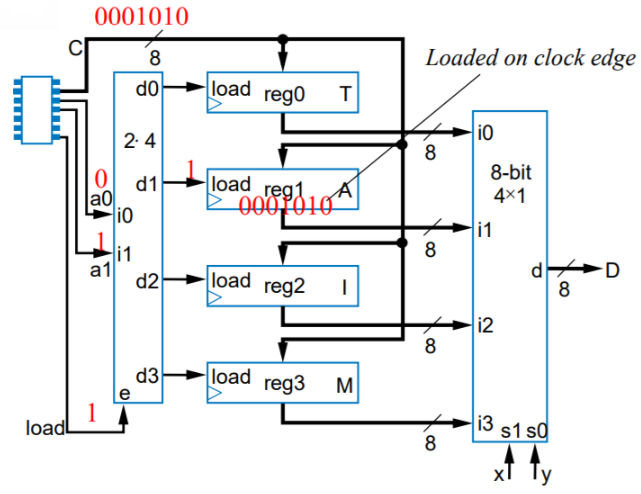 0001010
C
8
Loaded on clock edge
d0
load
reg0
T
2·4
8
i0
8-bit
4×1
0
d1
1
load
reg1
A
0001010
a0
i0
8
i1
1
i1
a1
d2
load
reg2
I
d
8
D
8
i2
d3
load
reg3
M
e
1
load
8
i3
s1 s0
x
y